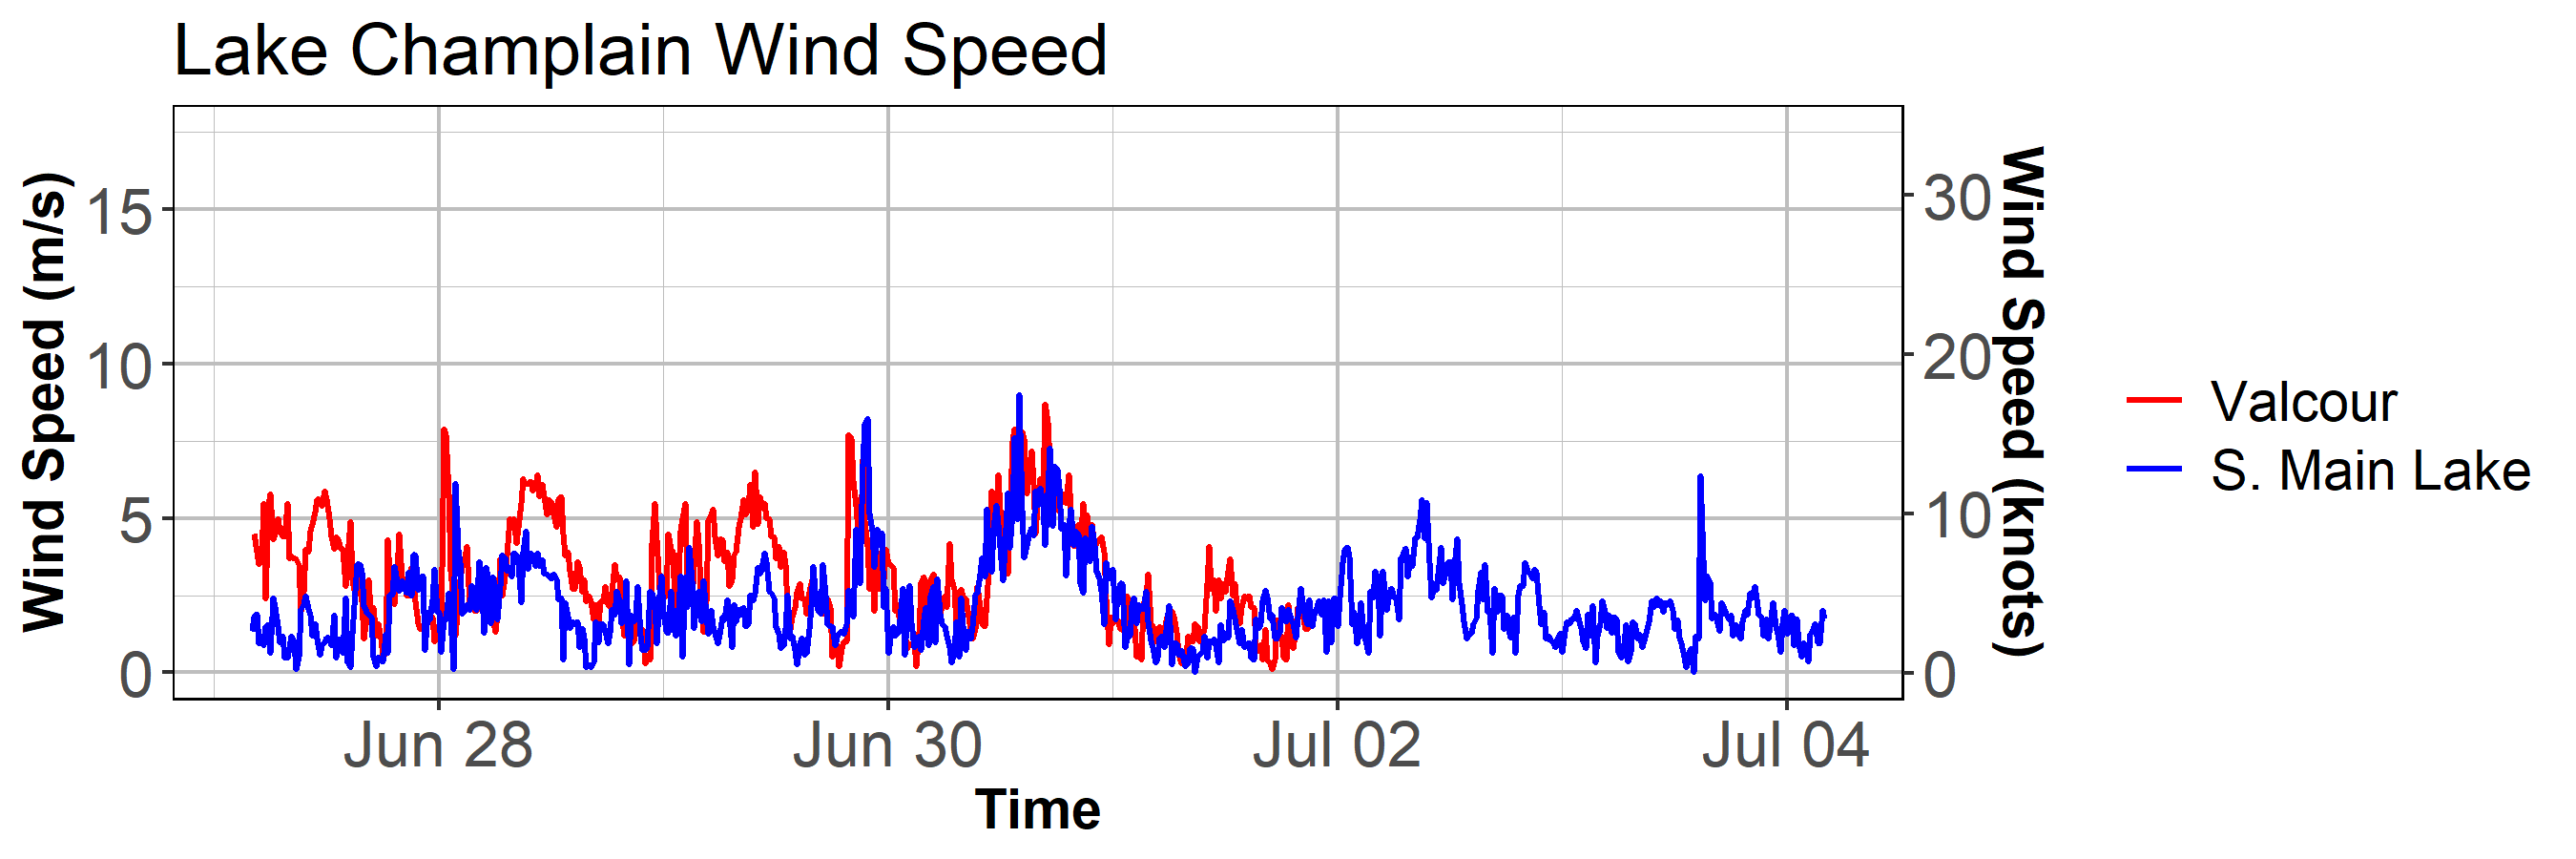 Lake Champlain Wind Speed
Wind Speed (m/s)
15
10
5
0
30
20
10
0
Wind Speed (knots)
Jun 28
Jun 30
Jul 02
Jul 04
Time
Valcour
S. Main Lake